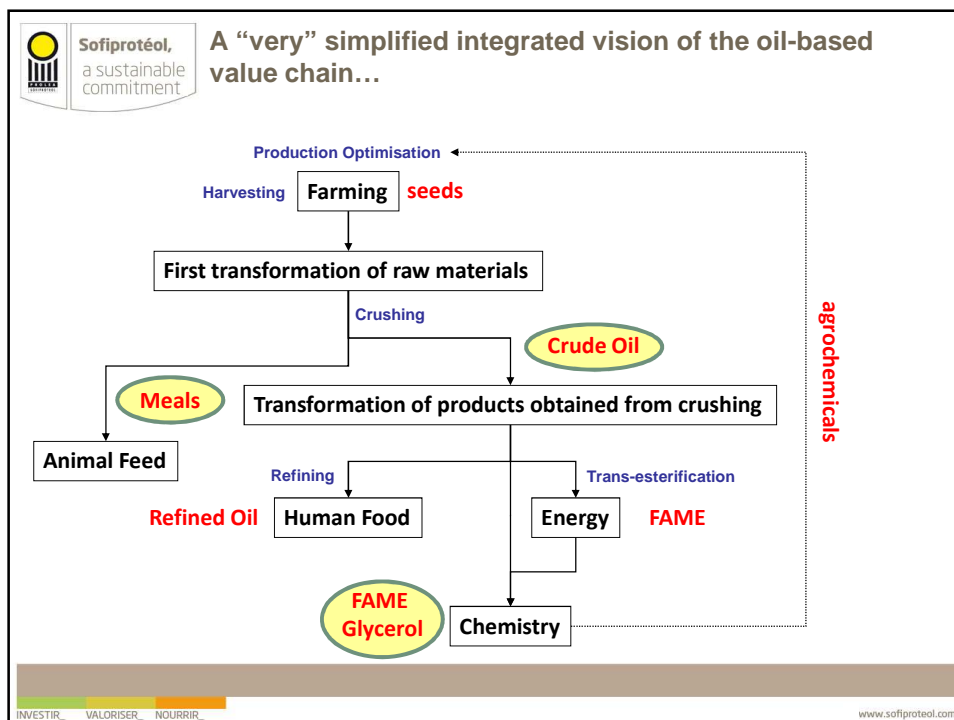 Sofiprotéol,
a sustainable
commitment
PROLEA
SOFIPROTEOL
A “very” simplified integrated vision of the oil-based
value chain…
Production Optimisation
Harvesting Farming seeds
First transformation of raw materials
Crushing
Crude Oil
Meals
Transformation of products obtained from crushing
agrochemicals
Animal Feed
Refining Trans-esterification
Refined Oil Human Food Energy FAME
FAME
Glycerol
Chemistry
INVESTIR_ VALORISER_ NOURRIR_ www.sofiproteol.com